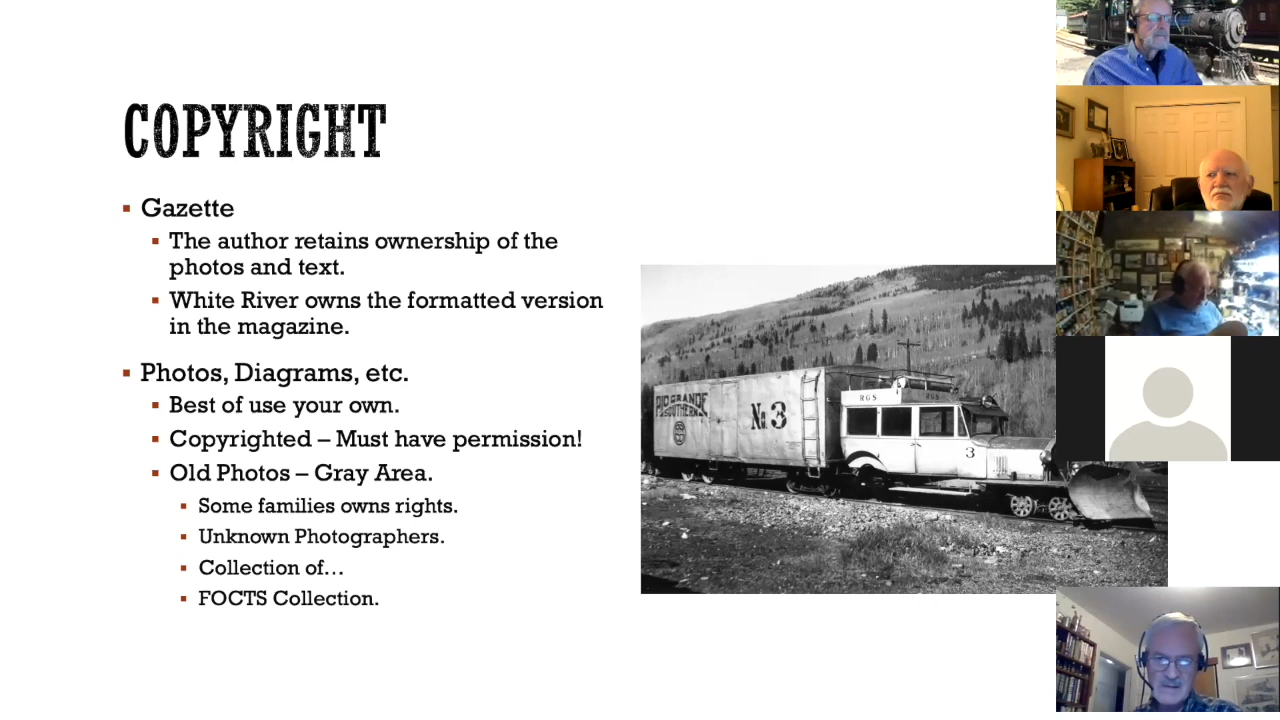 COPYRIGHT
▪ Gazette
▪ The author retains ownership of the
photos and text.
▪ White River owns the formatted version
in the magazine.
▪ Photos, Diagrams, etc.
▪ Best of use your own.
▪ Copyrighted – Must have permission!
▪ Old Photos – Gray Area.
▪ Some families owns rights.
▪ Unknown Photographers.
▪ Collection of…
▪ FOCTS Collection.
RIO GRANDE
SOUTHERN
No. 3
RGS
RGS
3